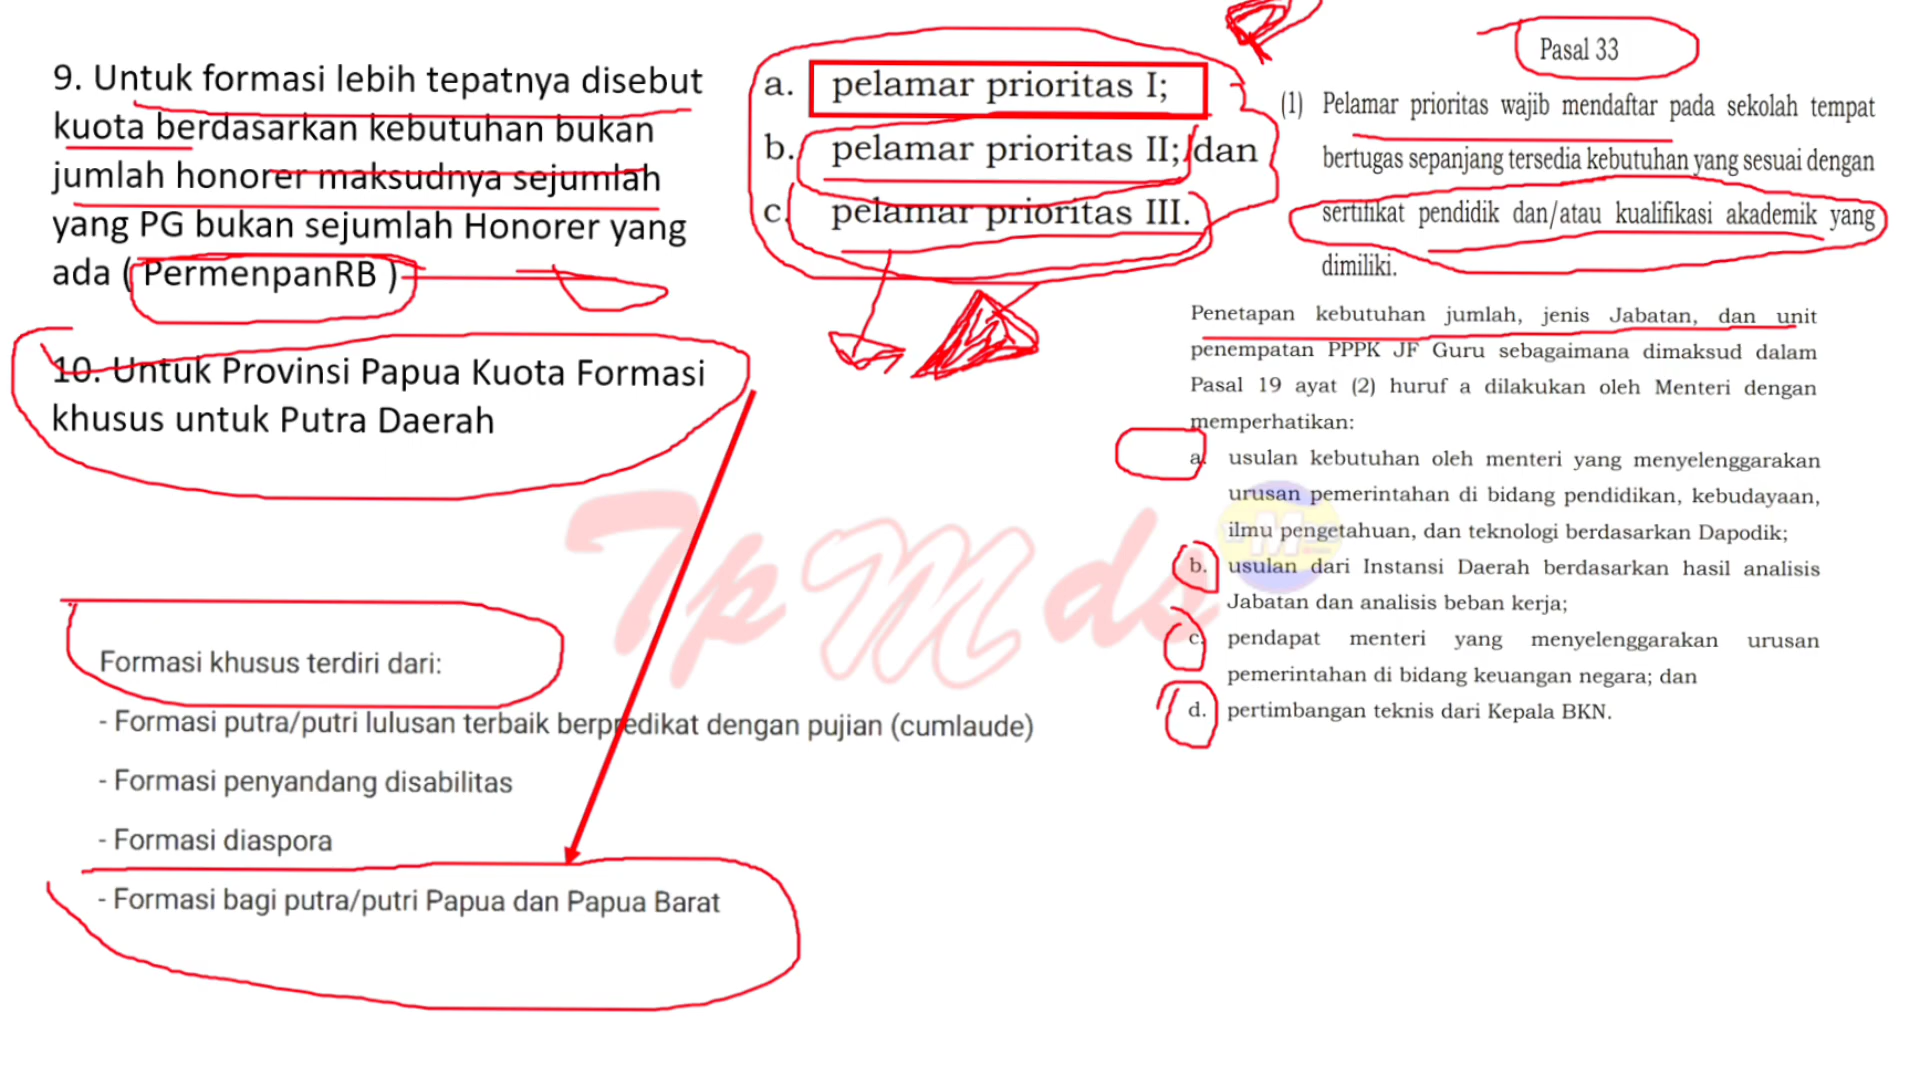 9. Untuk formasi lebih tepatnya disebut
kuota berdasarkan kebutuhan bukan
jumlah honorer maksudnya sejumlah
yang PG bukan sejumlah Honorer yang
ada ( PermenpanRB )
10. Untuk Provinsi Papua Kuota Formasi
khusus untuk Putra Daerah
Formasi khusus terdiri dari:
- Formasi putra/putri lulusan terbaik berpredikat dengan pujian (cumlaude)
- Formasi penyandang disabilitas
- Formasi diaspora
- Formasi bagi putra/putri Papua dan Papua Barat
a. pelamar prioritas I;
b. pelamar prioritas II; dan
c. pelamar prioritas III.
Pasal 33
(1) Pelamar prioritas wajib mendaftar pada sekolah tempat
bertugas sepanjang tersedia kebutuhan yang sesuai dengan
sertifikat pendidik dan/atau kualifikasi akademik yang
dimiliki.
Penetapan kebutuhan jumlah, jenis Jabatan, dan unit
penempatan PPPK JF Guru sebagaimana dimaksud dalam
Pasal 19 ayat (2) huruf a dilakukan oleh Menteri dengan
memperhatikan:
a. usulan kebutuhan oleh menteri yang menyelenggarakan
urusan pemerintahan di bidang pendidikan, kebudayaan,
ilmu pengetahuan, dan teknologi berdasarkan Dapodik;
b. usulan dari Instansi Daerah berdasarkan hasil analisis
Jabatan dan analisis beban kerja;
c. pendapat menteri yang menyelenggarakan urusan
pemerintahan di bidang keuangan negara; dan
d. pertimbangan teknis dari Kepala BKN.
TpMds
M